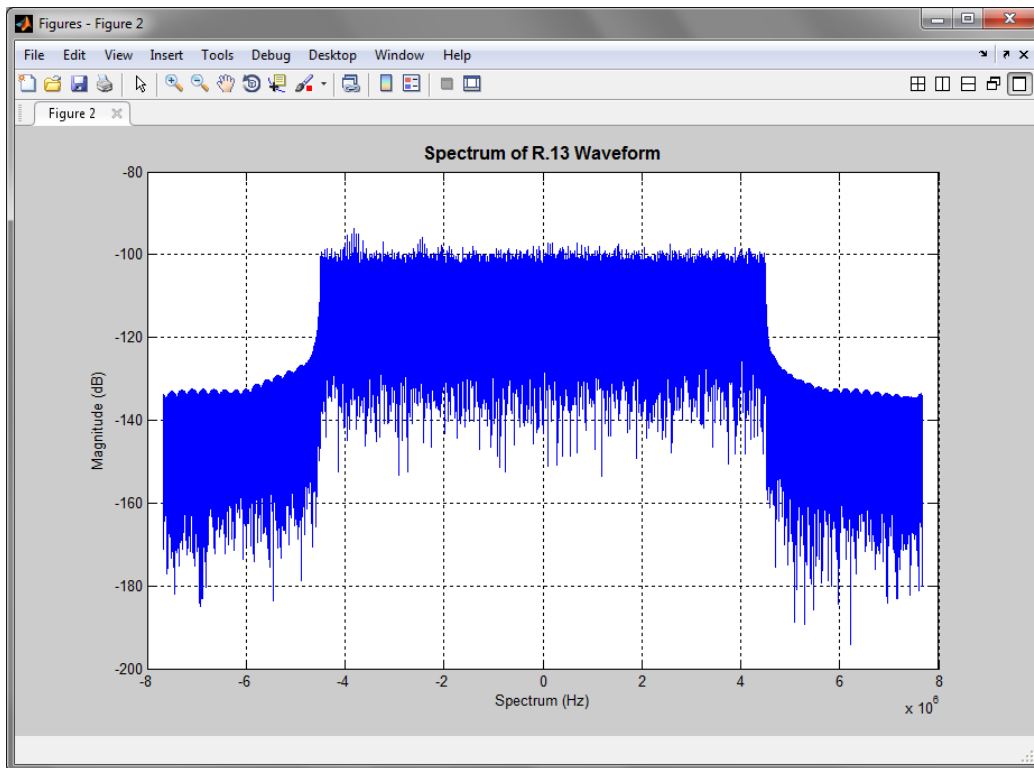 Figures - Figure 2
File Edit View Insert Tools Debug Desktop Window Help
Figure 2
Spectrum of R.13 Waveform
-80
-100
-120
-140
-160
-180
-200
Magnitude (dB)
-8 -6 -4 -2 0 2 4 6 8
Spectrum (Hz)
x 10⁶